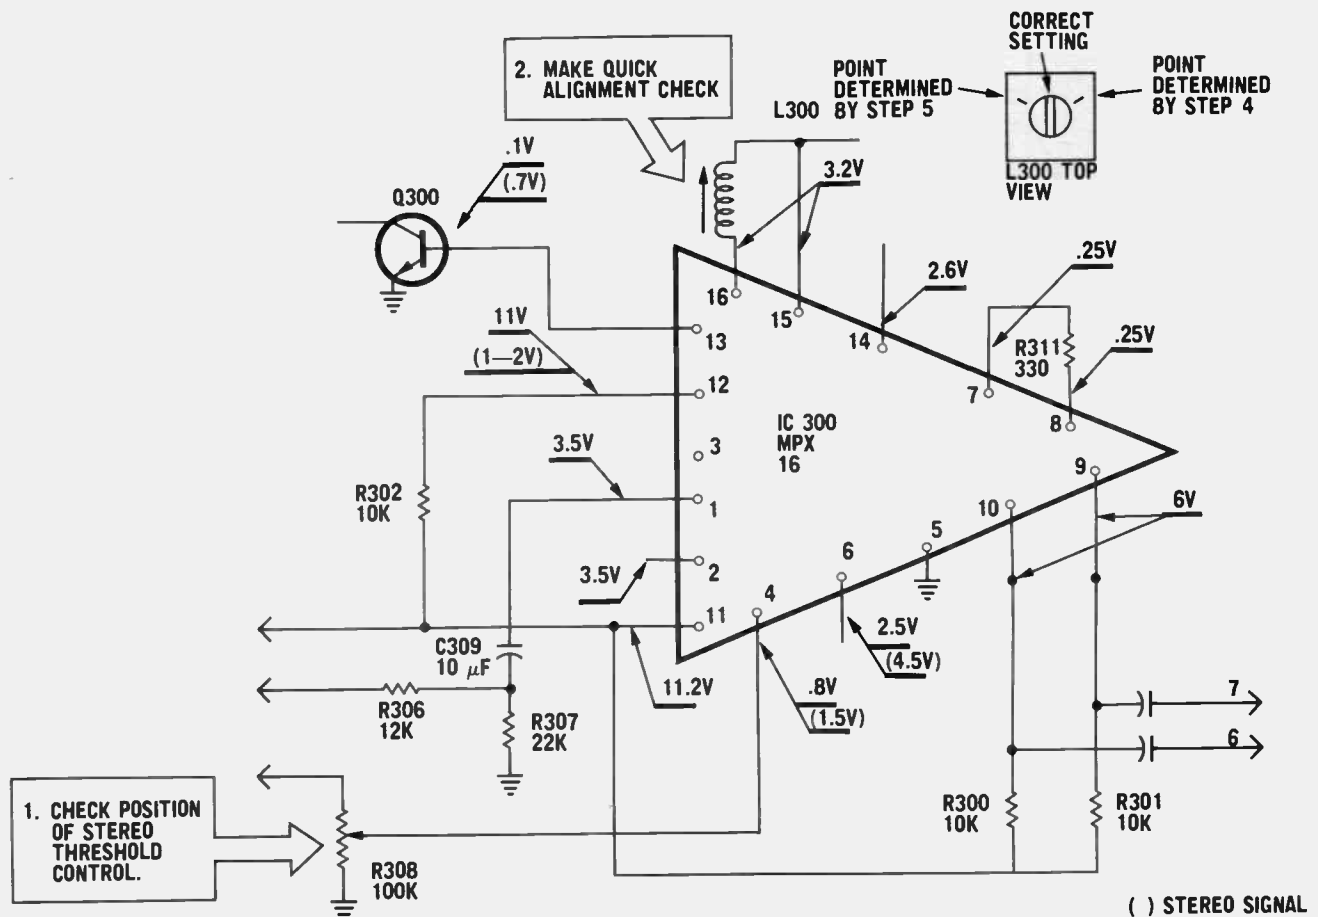 CORRECT
SETTING
2. MAKE QUICK
ALIGNMENT CHECK
POINT
DETERMINED
8Y STEP 5
POINT
DETERMINED
8Y STEP 4
L300
L300 TOP
VIEW
.1V
(.7V)
Q300
3.2V
2.6V
.25V
.25V
R311
330
16
15
14
7
8
13
11V
(1—2V)
12
IC 300
MPX
16
3
3.5V
1
9
10
6V
R302
10K
5
6
3.5V
2
4
11
2.5V
(4.5V)
C309
10 μF
11.2V
.8V
(1.5V)
7
6
R306
12K
R307
22K
1. CHECK POSITION
OF STEREO
THRESHOLD
CONTROL.
R308
100K
R300
10K
R301
10K
( ) STEREO SIGNAL